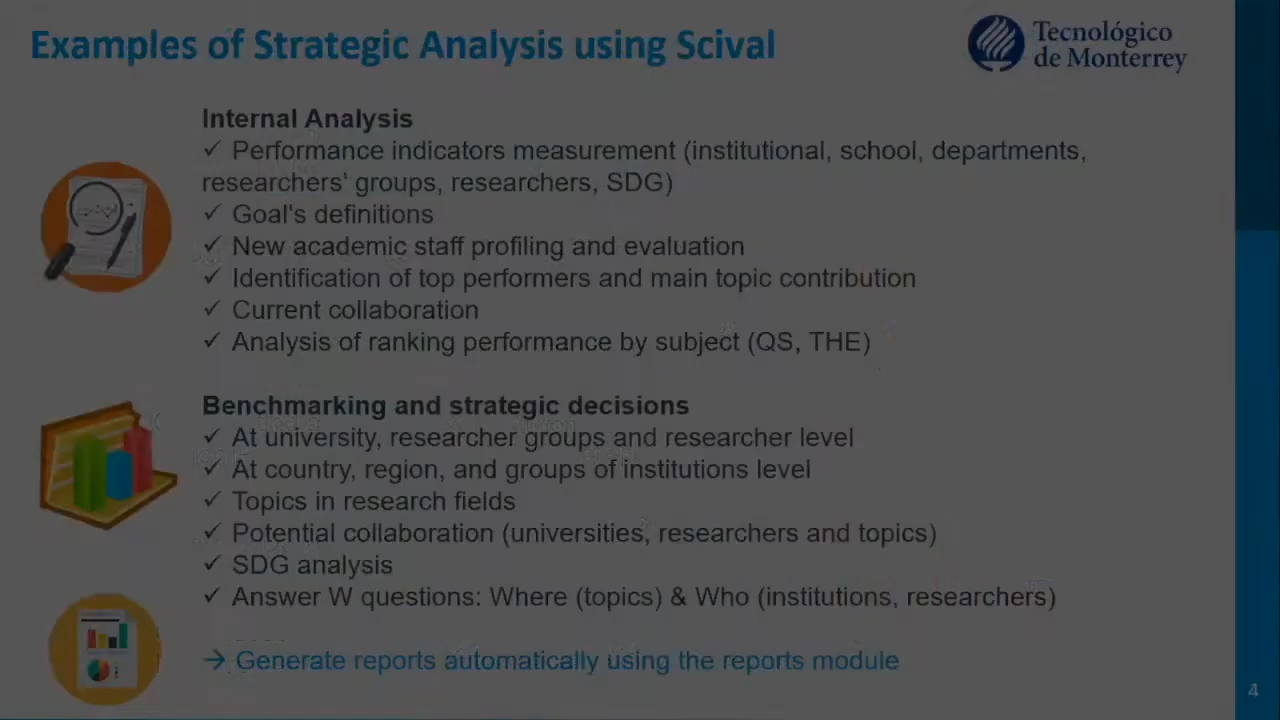 Examples of Strategic Analysis using Scival
Tecnológico
de Monterrey
Internal Analysis
✓ Performance indicators measurement (institutional, school, departments,
researchers' groups, researchers, SDG)
✓ Goal's definitions
✓ New academic staff profiling and evaluation
✓ Identification of top performers and main topic contribution
✓ Current collaboration
✓ Analysis of ranking performance by subject (QS, THE)
Benchmarking and strategic decisions
✓ At university, researcher groups and researcher level
✓ At country, region, and groups of institutions level
✓ Topics in research fields
✓ Potential collaboration (universities, researchers and topics)
✓ SDG analysis
✓ Answer W questions: Where (topics) & Who (institutions, researchers)
→ Generate reports automatically using the reports module
4